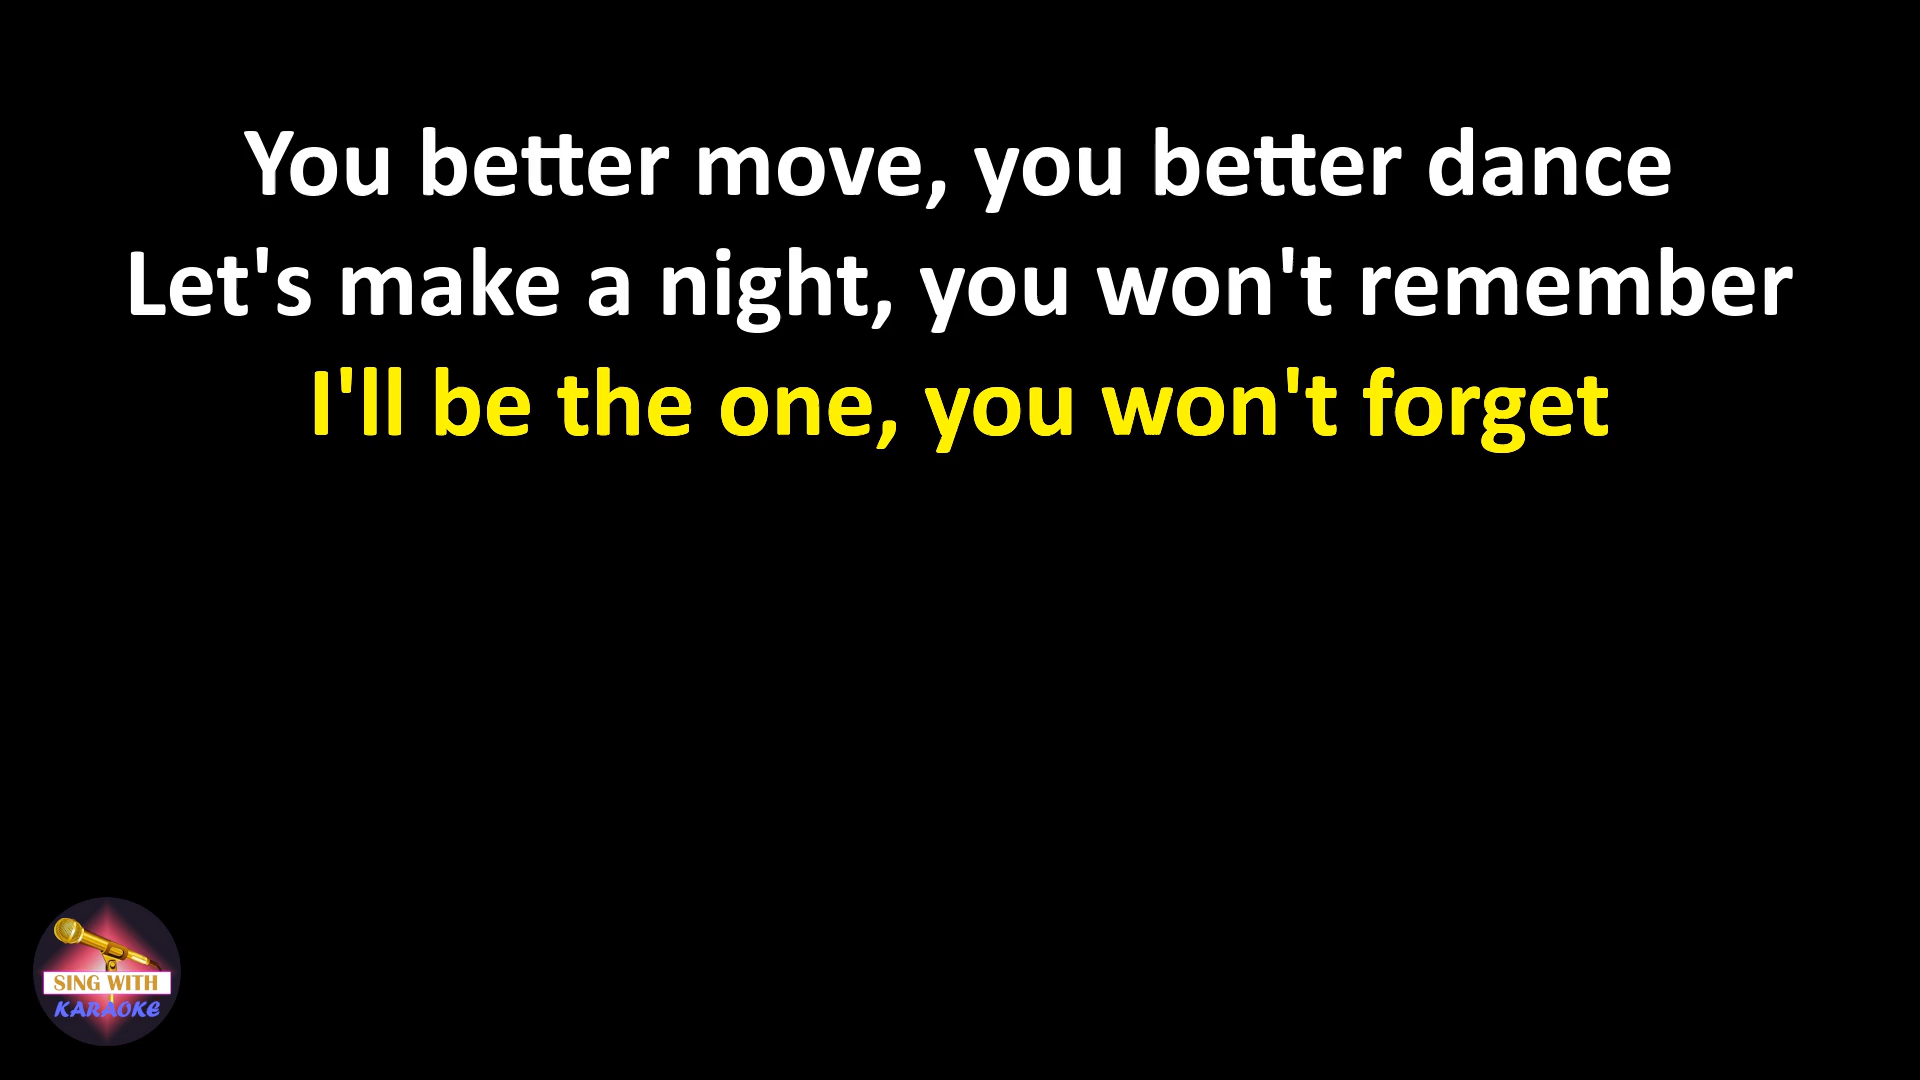 You better move, you better dance
Let's make a night, you won't remember
I'll be the one, you won't forget
SING WITH
KARAOKE